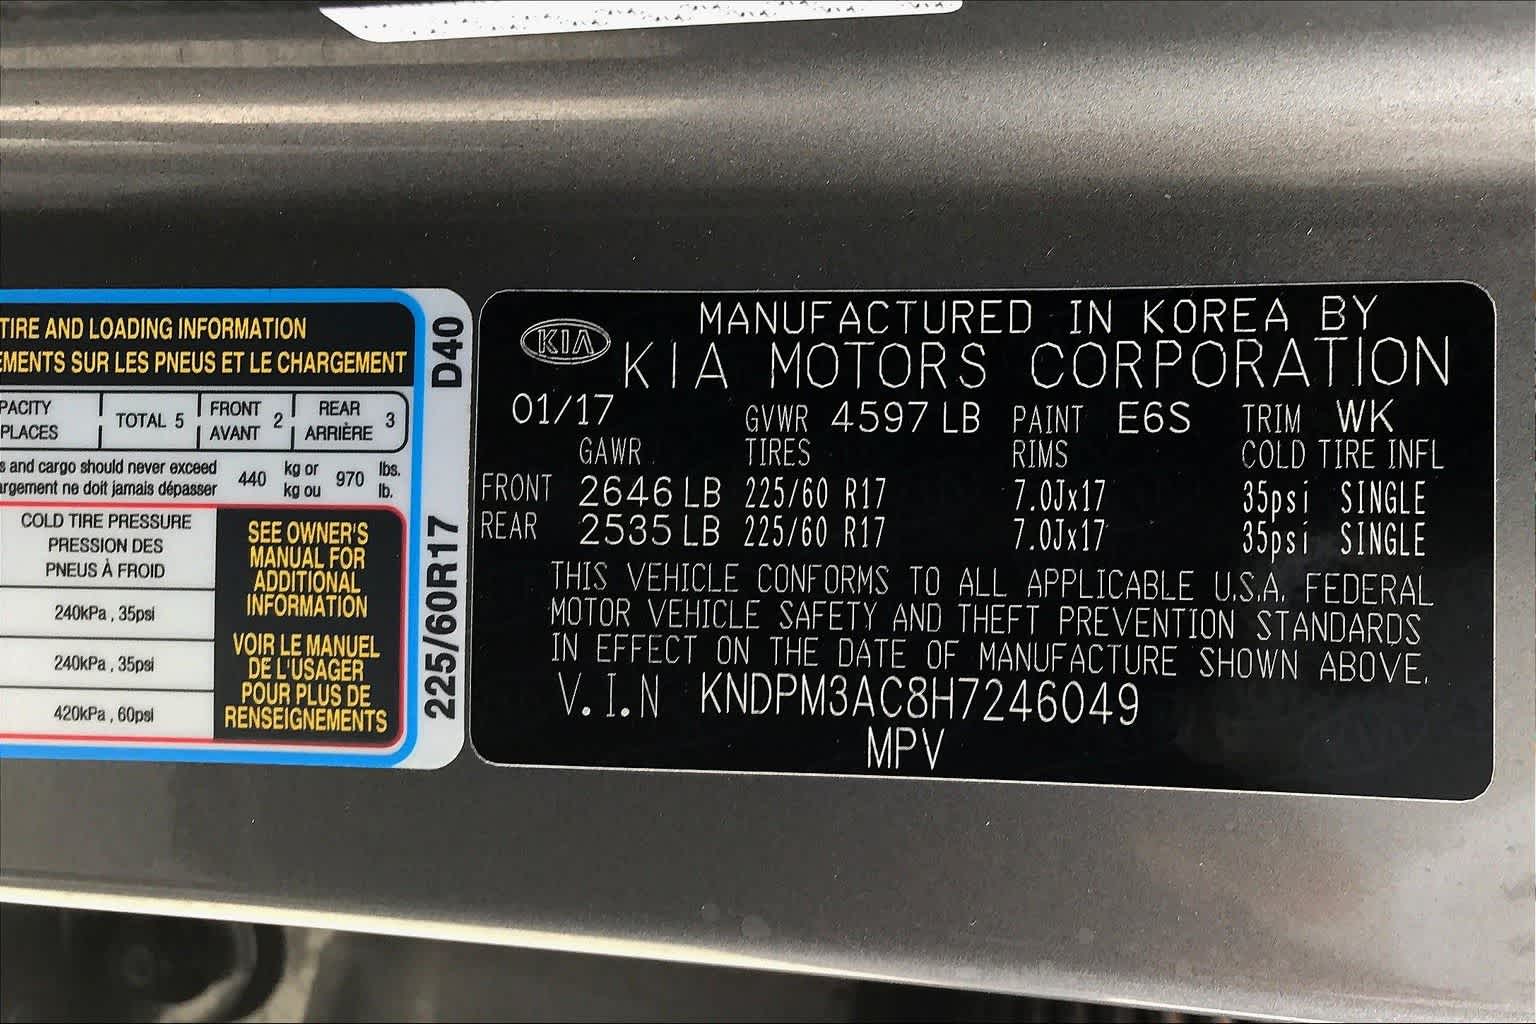 TIRE AND LOADING INFORMATION
SUR LES PNEUS ET LE CHARGEMENT
TOTAL 5
FRONT
AVANT 2
REAR
ARRIÈRE 3
and cargo should never exceed
ne doit jamais dépasser
440 kg or 970 lbs.
kg ou lb.
COLD TIRE PRESSURE
PRESSION DES
PNEUS À FROID
240kPa , 35psi
240kPa , 35psi
420kPa , 60psi
SEE OWNER'S
MANUAL FOR
ADDITIONAL
INFORMATION
VOIR LE MANUEL
DE L'USAGER
POUR PLUS DE
RENSEIGNEMENTS
225/60R17 D40
KIA
MANUFACTURED IN KOREA BY
KIA MOTORS CORPORATION
01/17 GVWR 4597 LB PAINT E6S TRIM WK
GAWR TIRES RIMS COLD TIRE INFL
FRONT 2646 LB 225/60 R17 7.0Jx17 35psi SINGLE
REAR 2535 LB 225/60 R17 7.0Jx17 35psi SINGLE
THIS VEHICLE CONFORMS TO ALL APPLICABLE U.S.A. FEDERAL
MOTOR VEHICLE SAFETY AND THEFT PREVENTION STANDARDS
IN EFFECT ON THE DATE OF MANUFACTURE SHOWN ABOVE.
V.I.N KNDPM3AC8H7246049
MPV